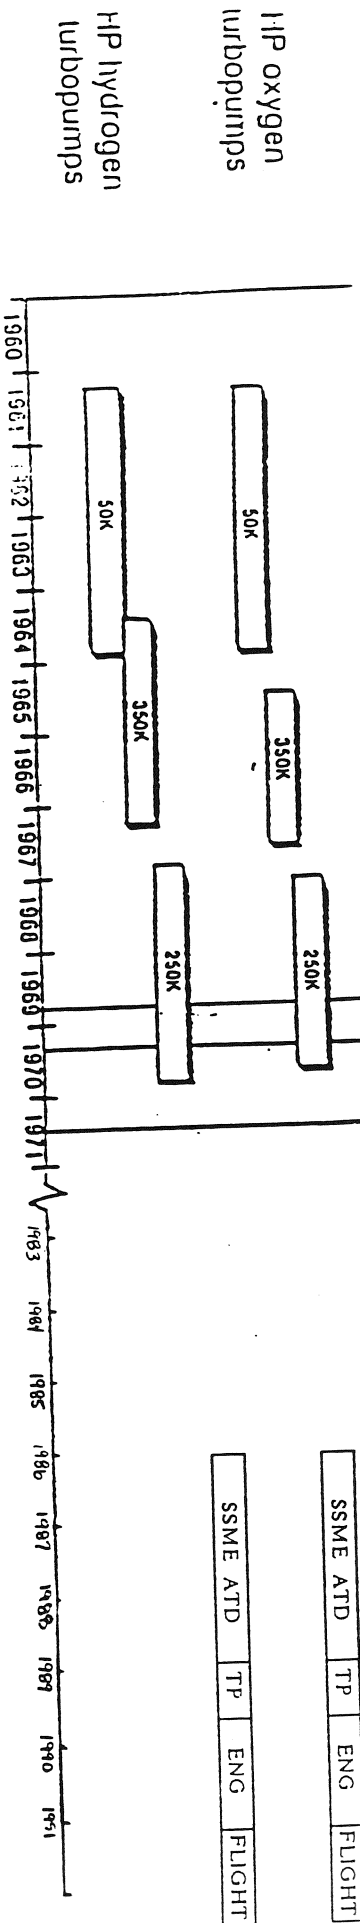 HP oxygen
turbopumps
50K
350K
250K
SSME ATD TP ENG FLIGHT
HP hydrogen
turbopumps
50K
350K
250K
SSME ATD TP ENG FLIGHT
1960 1961 1962 1963 1964 1965 1966 1967 1968 1969 1970 1971 1983 1984 1985 1986 1987 1988 1989 1990 1991